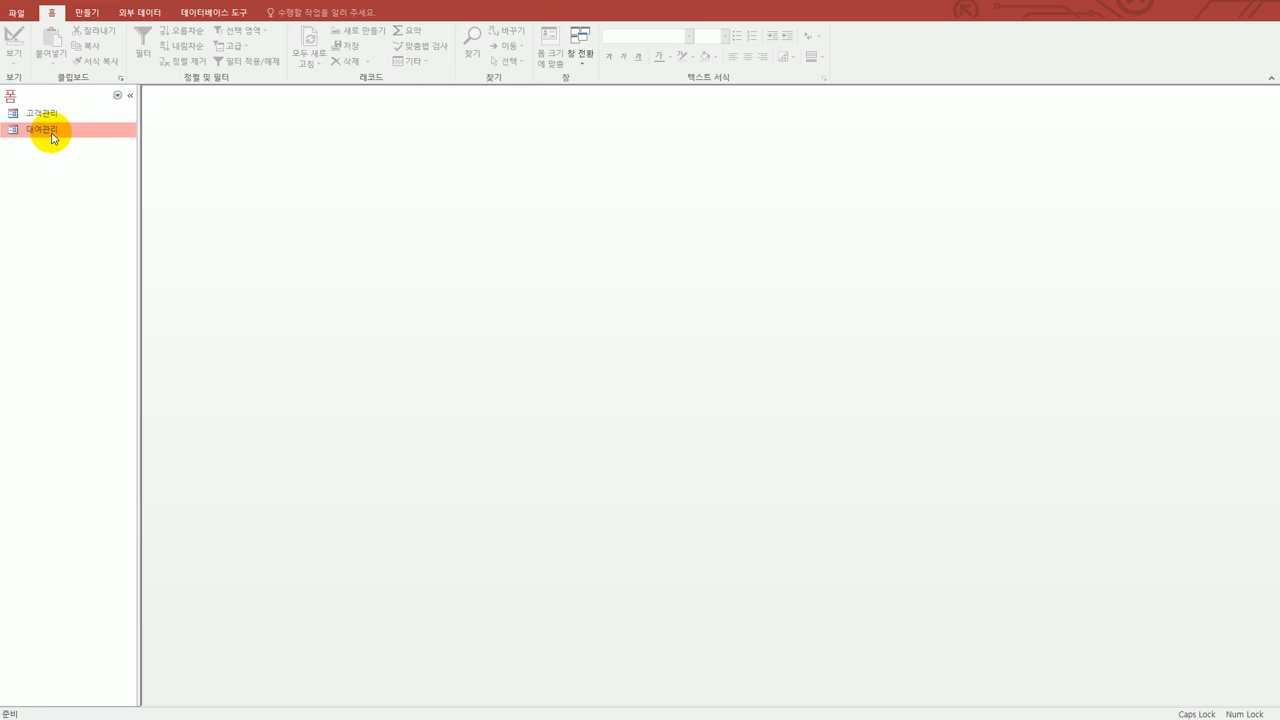 파일 홈 만들기 외부 데이터 데이터베이스 도구 수행할 작업을 알려 주세요.
보기
보기
붙여넣기
잘라내기
복사
서식 복사
클립보드
필터
오름차순
내림차순
정렬 제거
선택 영역
고급
필터 적용/해제
정렬 및 필터
모두 새로
고침
새로 만들기
저장
삭제
요약
맞춤법 검사
기타
레코드
찾기
바꾸기
이동
선택
찾기
폼 크기
에 맞춤
창 전환
창
가 가 가 가
텍스트 서식
폼
고객관리
대여관리
준비
Caps Lock Num Lock